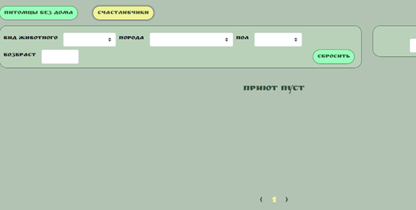 ПИТОМЦЫ БЕЗ ДОМА СЧАСТЛИВЧИКИ
ВИД ЖИВОТНОГО ПОРОДА ПОЛ
ВОЗРАСТ СБРОСИТЬ
ПРИЮТ ПУСТ
( 1 )